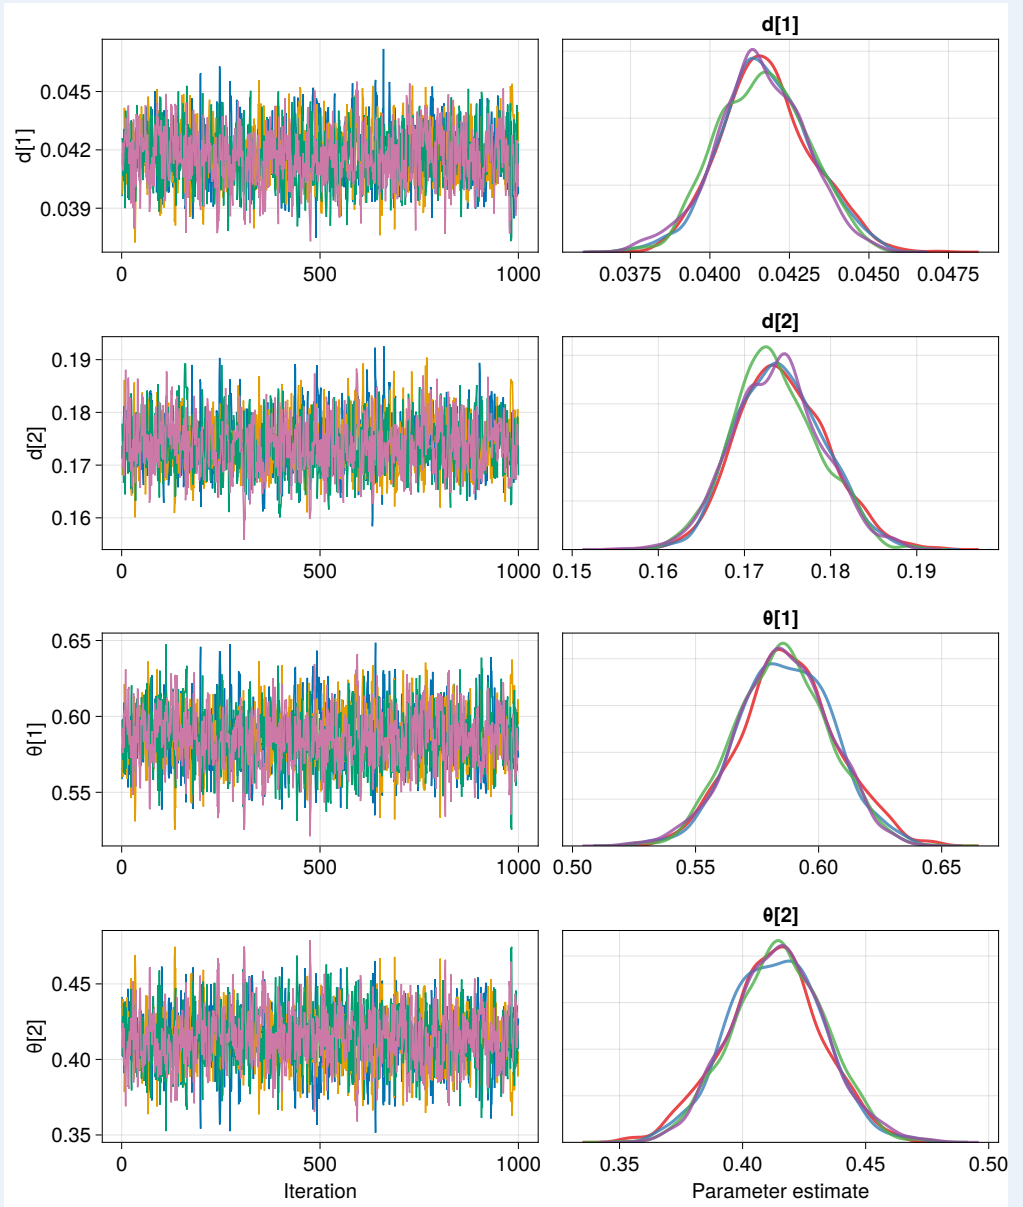 d[1]
0.045
0.042
0.039
d[1]
0 500 1000
0.0375 0.0400 0.0425 0.0450 0.0475
d[2]
0.19
0.18
0.17
0.16
d[2]
0 500 1000
0.15 0.16 0.17 0.18 0.19
θ[1]
0.65
0.60
0.55
θ[1]
0 500 1000
0.50 0.55 0.60 0.65
θ[2]
0.45
0.40
0.35
θ[2]
0 500 1000
0.35 0.40 0.45 0.50
Iteration
Parameter estimate